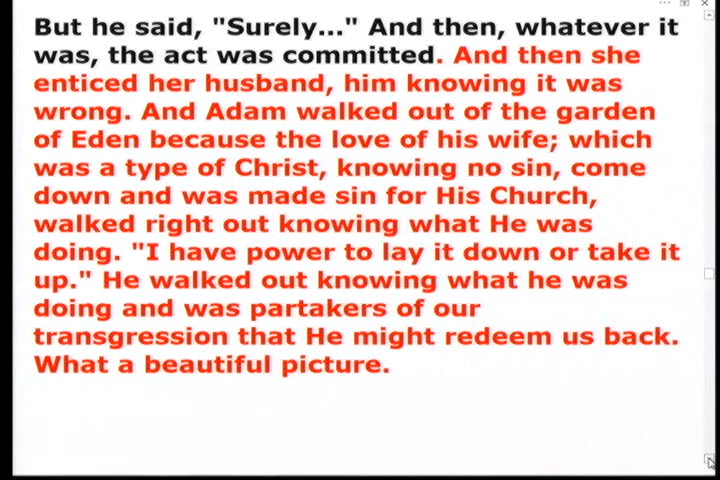 But he said, "Surely..." And then, whatever it
was, the act was committed. And then she
enticed her husband, him knowing it was
wrong. And Adam walked out of the garden
of Eden because the love of his wife; which
was a type of Christ, knowing no sin, come
down and was made sin for His Church,
walked right out knowing what He was
doing. "I have power to lay it down or take it
up." He walked out knowing what he was
doing and was partakers of our
transgression that He might redeem us back.
What a beautiful picture.